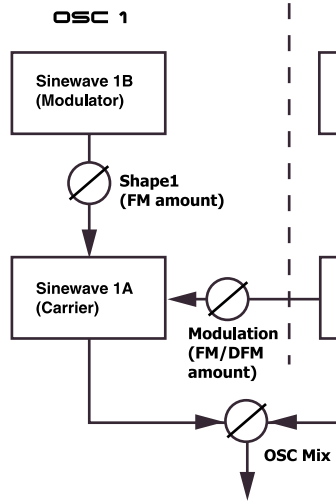 OSC 1
Sinewave 1B
(Modulator)
Shape1
(FM amount)
Sinewave 1A
(Carrier)
Modulation
(FM/DFM
amount)
OSC Mix